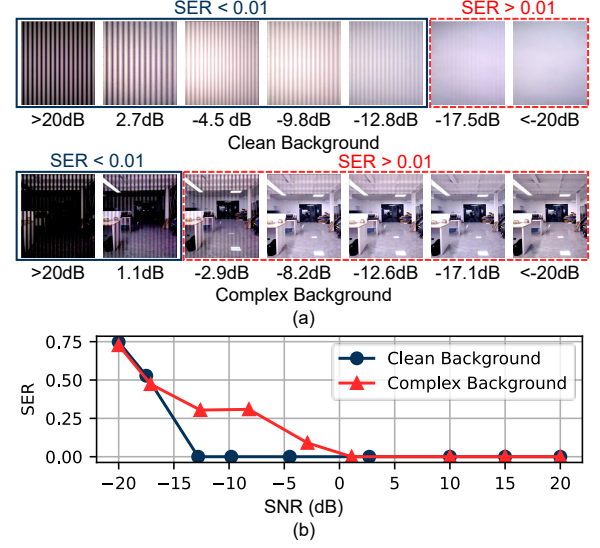 SER < 0.01 SER > 0.01
>20dB 2.7dB -4.5 dB -9.8dB -12.8dB -17.5dB <-20dB
Clean Background
SER < 0.01 SER > 0.01
>20dB 1.1dB -2.9dB -8.2dB -12.6dB -17.1dB <-20dB
Complex Background
(a)
0.75
0.50
0.25
0.00
SER
Clean Background
Complex Background
−20 −15 −10 −5 0 5 10 15 20
SNR (dB)
(b)